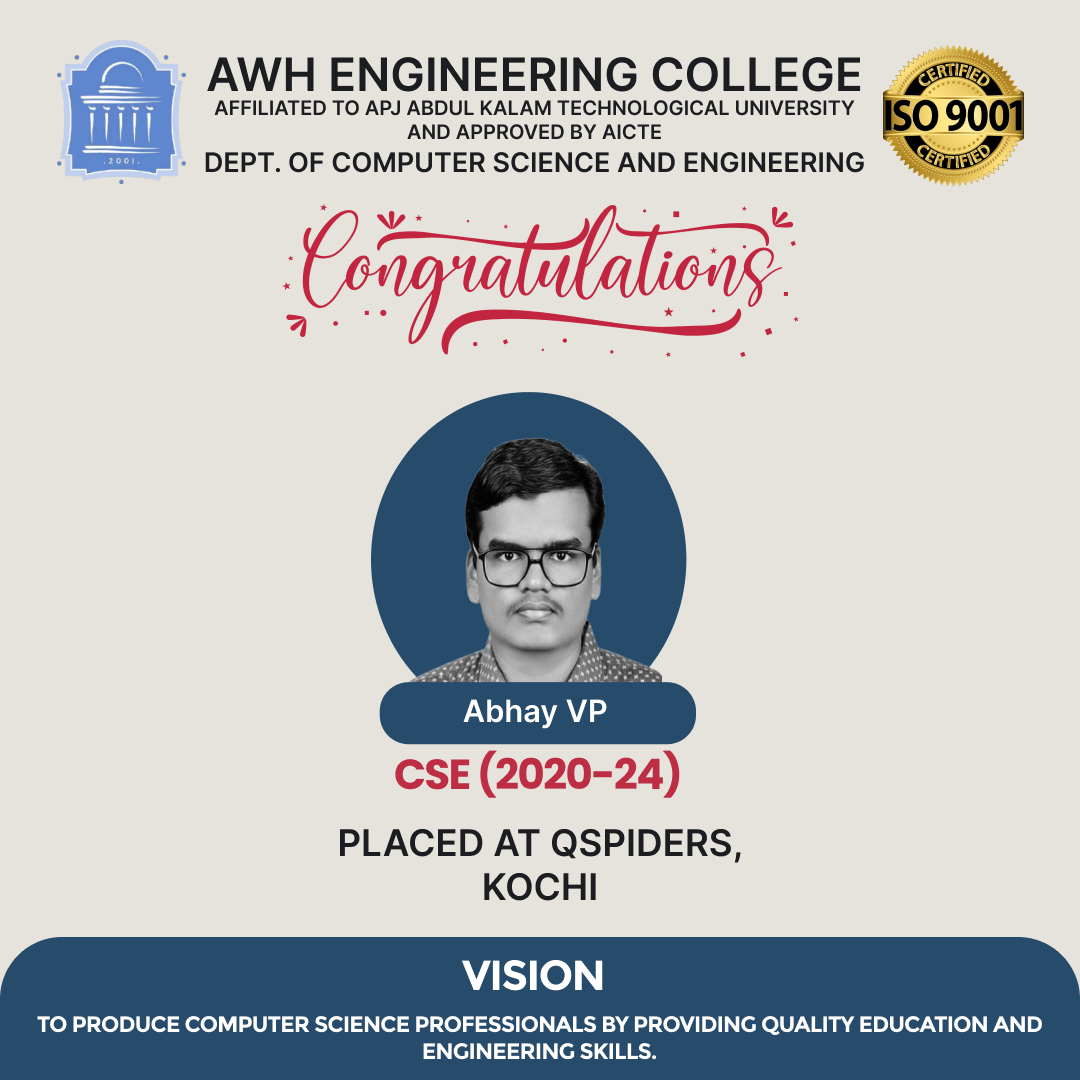 AWH ENGINEERING COLLEGE
AFFILIATED TO APJ ABDUL KALAM TECHNOLOGICAL UNIVERSITY
AND APPROVED BY AICTE
DEPT. OF COMPUTER SCIENCE AND ENGINEERING
.2001.
CERTIFIED
ISO 9001
CERTIFIED
Congratulations
Abhay VP
CSE (2020-24)
PLACED AT QSPIDERS,
KOCHI
VISION
TO PRODUCE COMPUTER SCIENCE PROFESSIONALS BY PROVIDING QUALITY EDUCATION AND
ENGINEERING SKILLS.